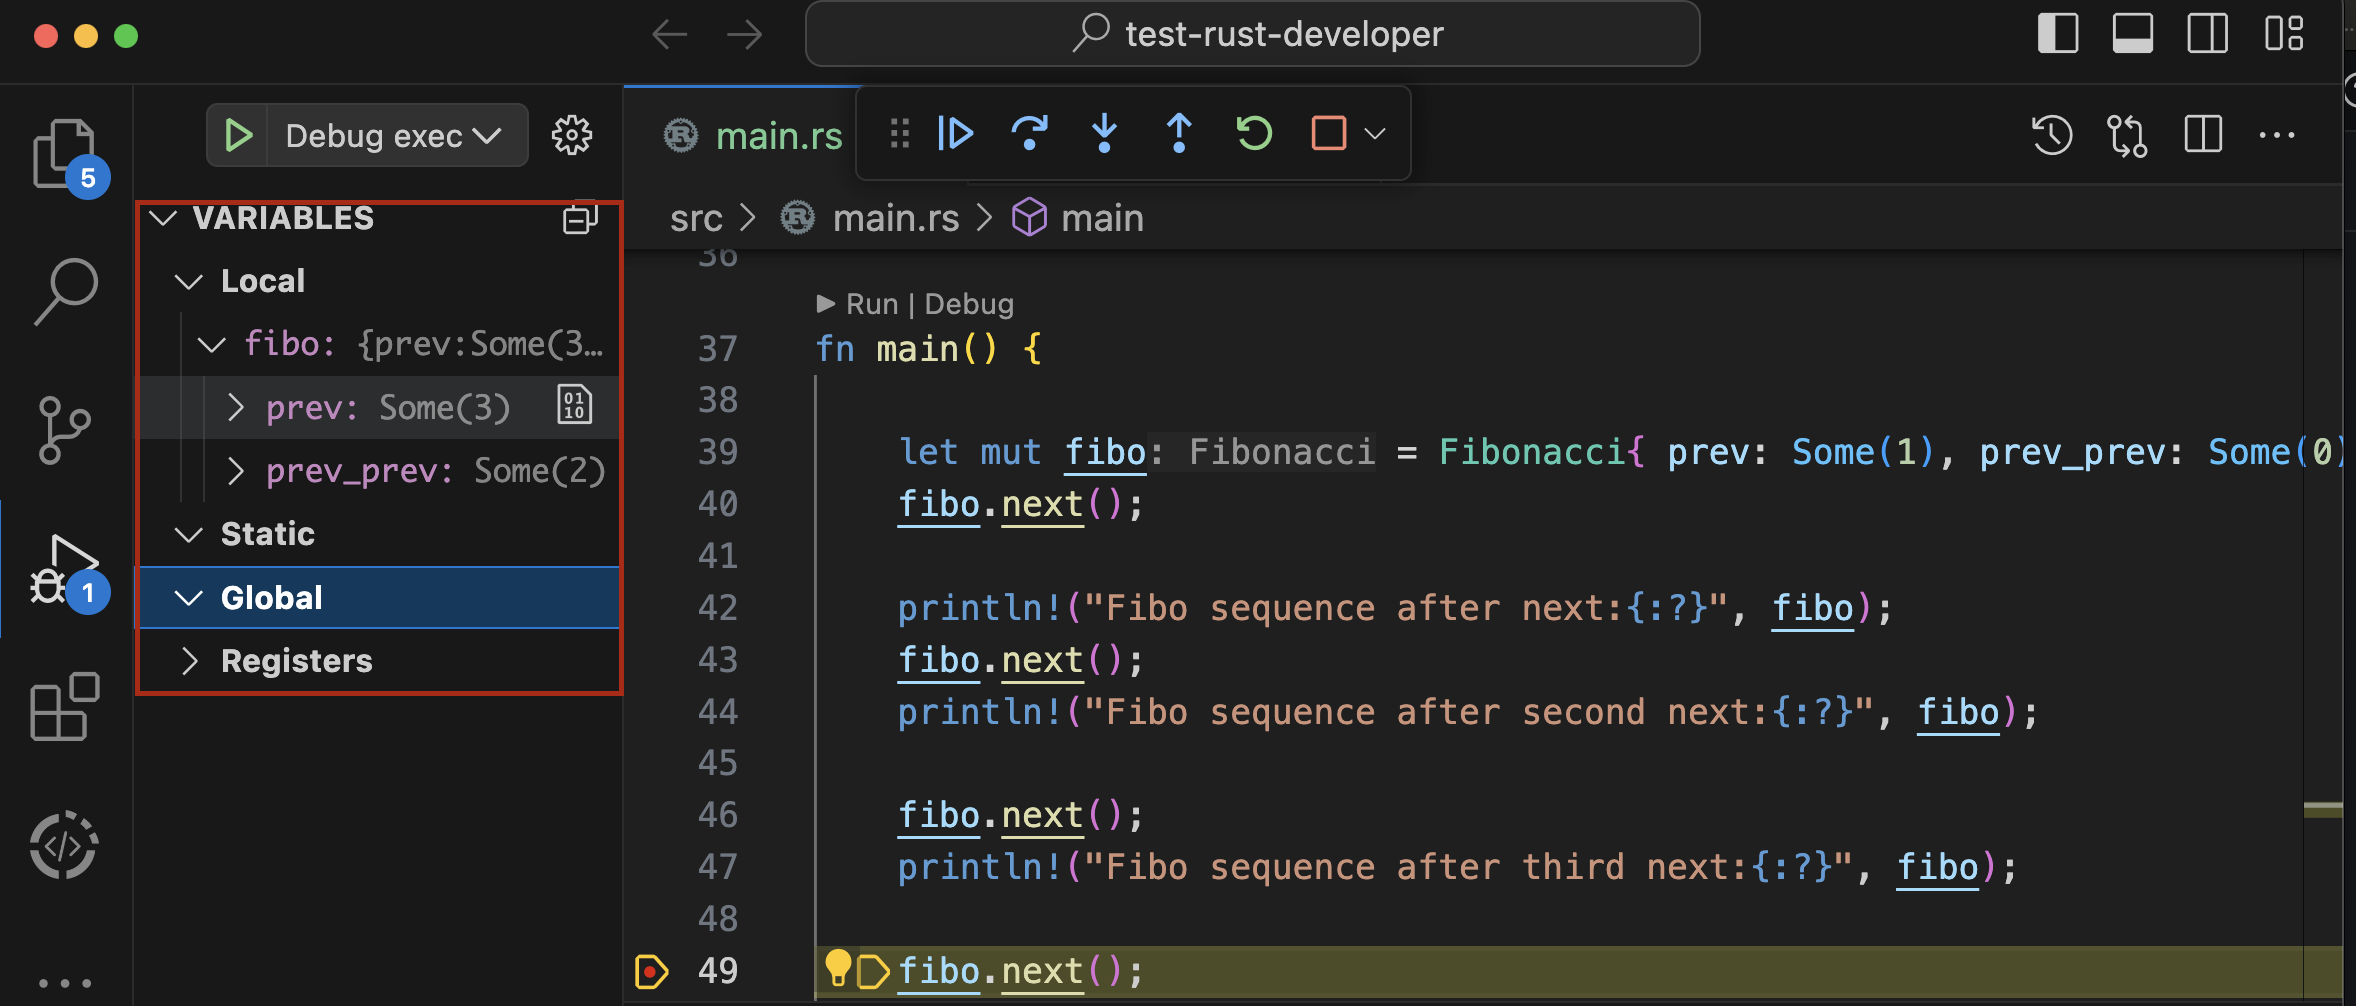 test-rust-developer
5
Debug exec
main.rs
VARIABLES
src > main.rs > main
Local
fibo: {prev:Some(3…
prev: Some(3)
01
10
prev_prev: Some(2)
Static
Global
Registers
1
36
Run | Debug
37 fn main() {
38
39 let mut fibo: Fibonacci = Fibonacci{ prev: Some(1), prev_prev: Some(0)
40 fibo.next();
41
42 println!("Fibo sequence after next:{:?}", fibo);
43 fibo.next();
44 println!("Fibo sequence after second next:{:?}", fibo);
45
46 fibo.next();
47 println!("Fibo sequence after third next:{:?}", fibo);
48
49 fibo.next();